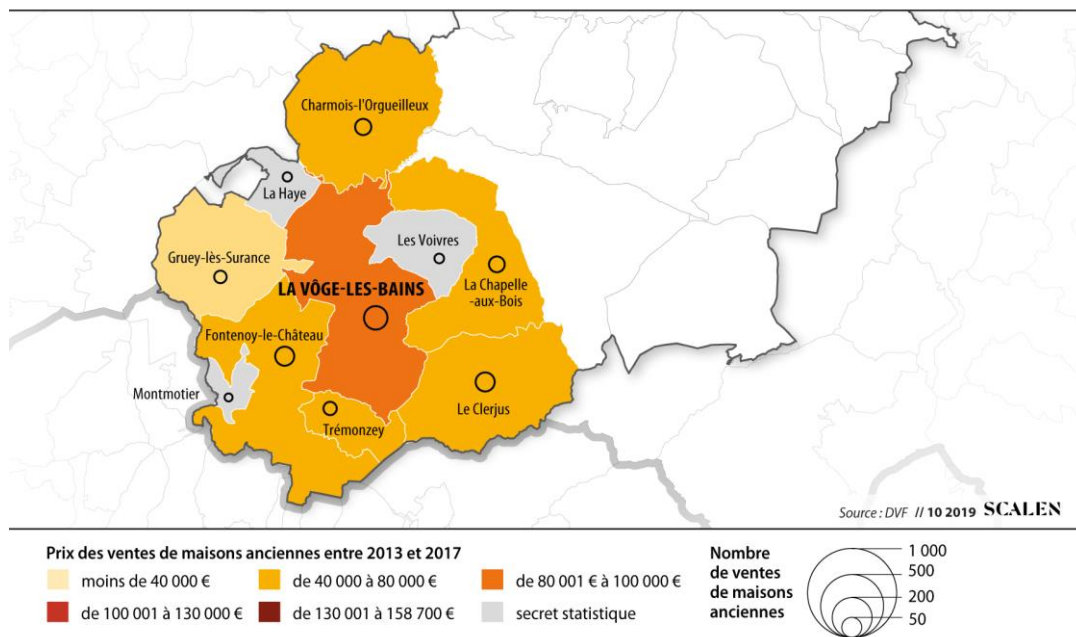 Charmois-l'Orgueilleux
La Haye
Les Voivres
Gruey-lès-Surance
La Chapelle
-aux-Bois
LA VÔGE-LES-BAINS
Fontenoy-le-Château
Montmotier
Le Clerjus
Trémonzey
Source : DVF // 10 2019 SCALEN
Prix des ventes de maisons anciennes entre 2013 et 2017
moins de 40 000 €
de 40 000 à 80 000 €
de 80 001 € à 100 000 €
de 100 001 à 130 000 €
de 130 001 à 158 700 €
secret statistique
Nombre
de ventes
de maisons
anciennes
1 000
500
200
50